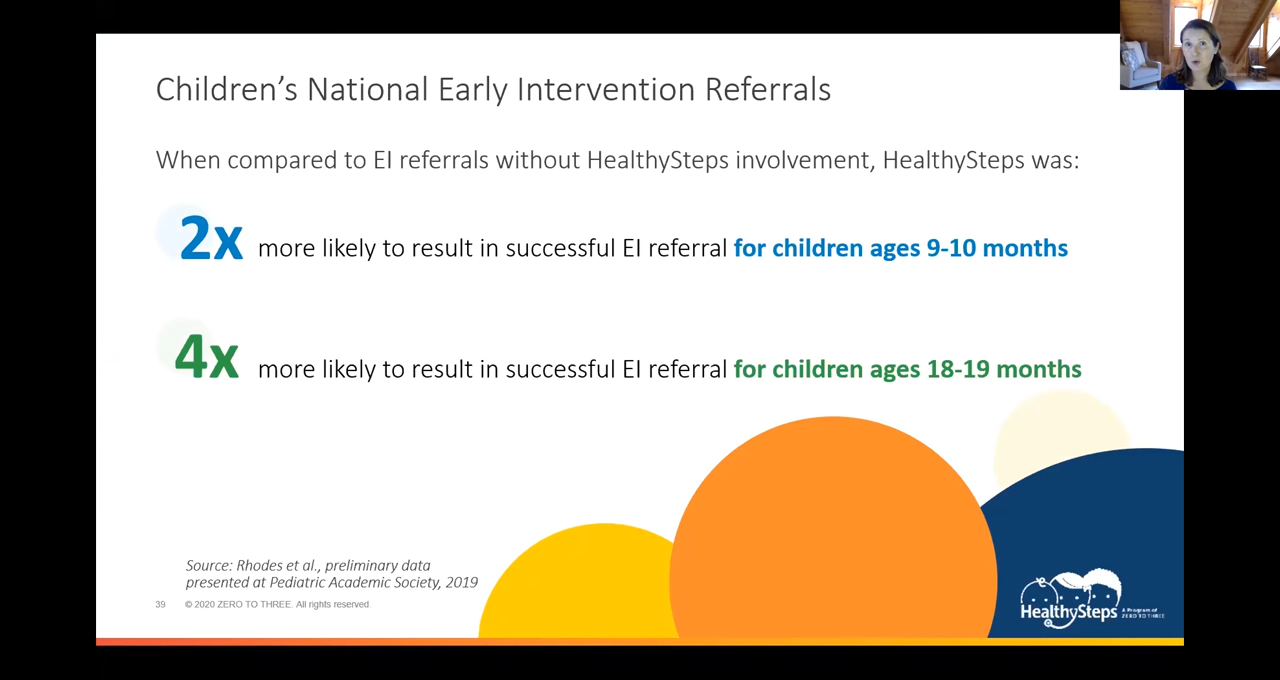 Children's National Early Intervention Referrals
When compared to EI referrals without HealthySteps involvement, HealthySteps was:
2x more likely to result in successful EI referral for children ages 9-10 months
4x more likely to result in successful EI referral for children ages 18-19 months
Source: Rhodes et al., preliminary data
presented at Pediatric Academic Society, 2019
39 © 2020 ZERO TO THREE. All rights reserved.
HealthySteps
A Program of
ZERO TO THREE